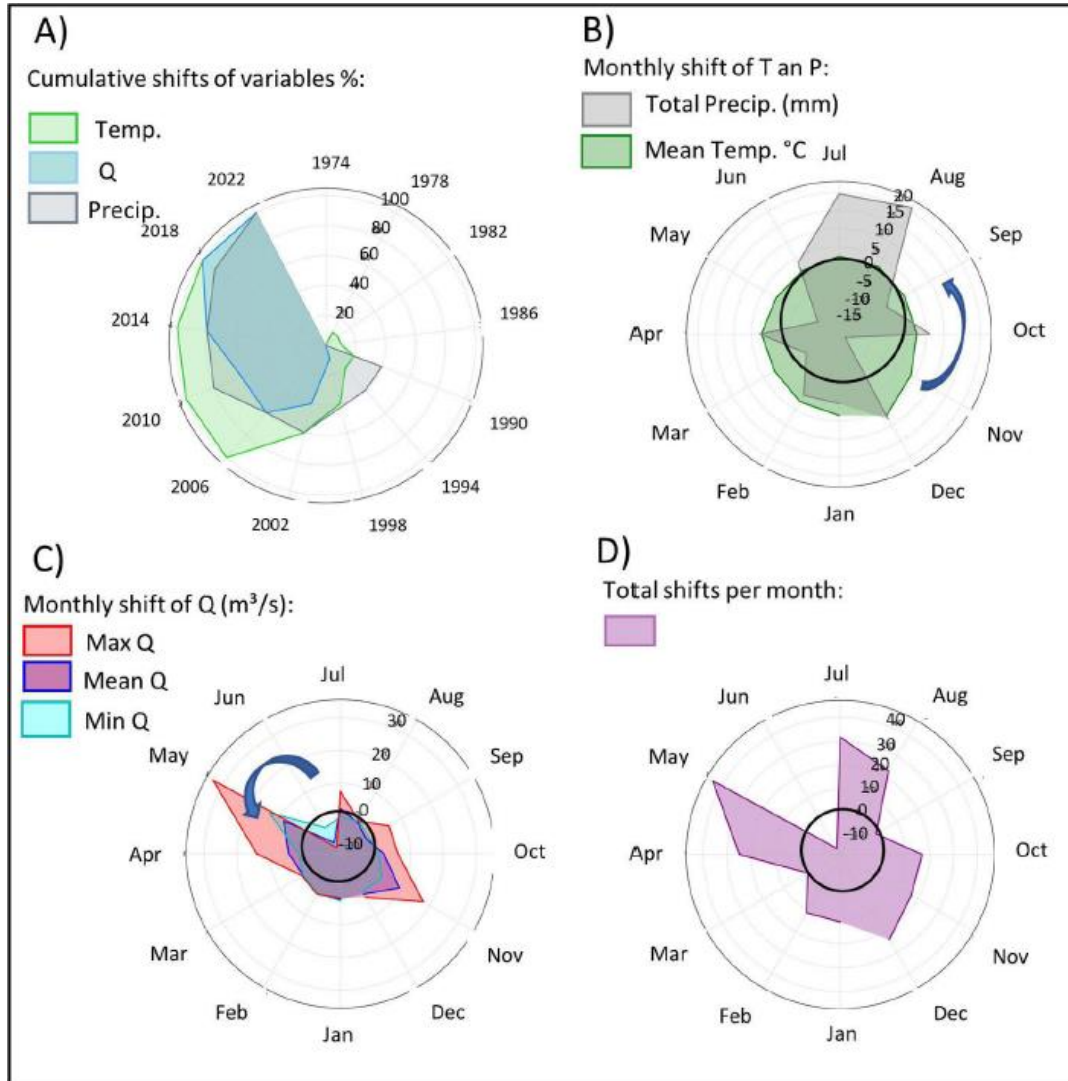 A)
Cumulative shifts of variables %:
Temp.
Q
Precip.
1974
1978
1982
1986
1990
1994
1998
2002
2006
2010
2014
2018
2022
100
80
60
40
20
B)
Monthly shift of T an P:
Total Precip. (mm)
Mean Temp. °C
Jul
Aug
Sep
Oct
Nov
Dec
Jan
Feb
Mar
Apr
May
Jun
20
15
10
5
0
-5
-10
-15
C)
Monthly shift of Q (m³/s):
Max Q
Mean Q
Min Q
Jul
Aug
Sep
Oct
Nov
Dec
Jan
Feb
Mar
Apr
May
Jun
30
20
10
-0
-10
D)
Total shifts per month:
Jul
Aug
Sep
Oct
Nov
Dec
Jan
Feb
Mar
Apr
May
Jun
40
30
20
10
0
-10